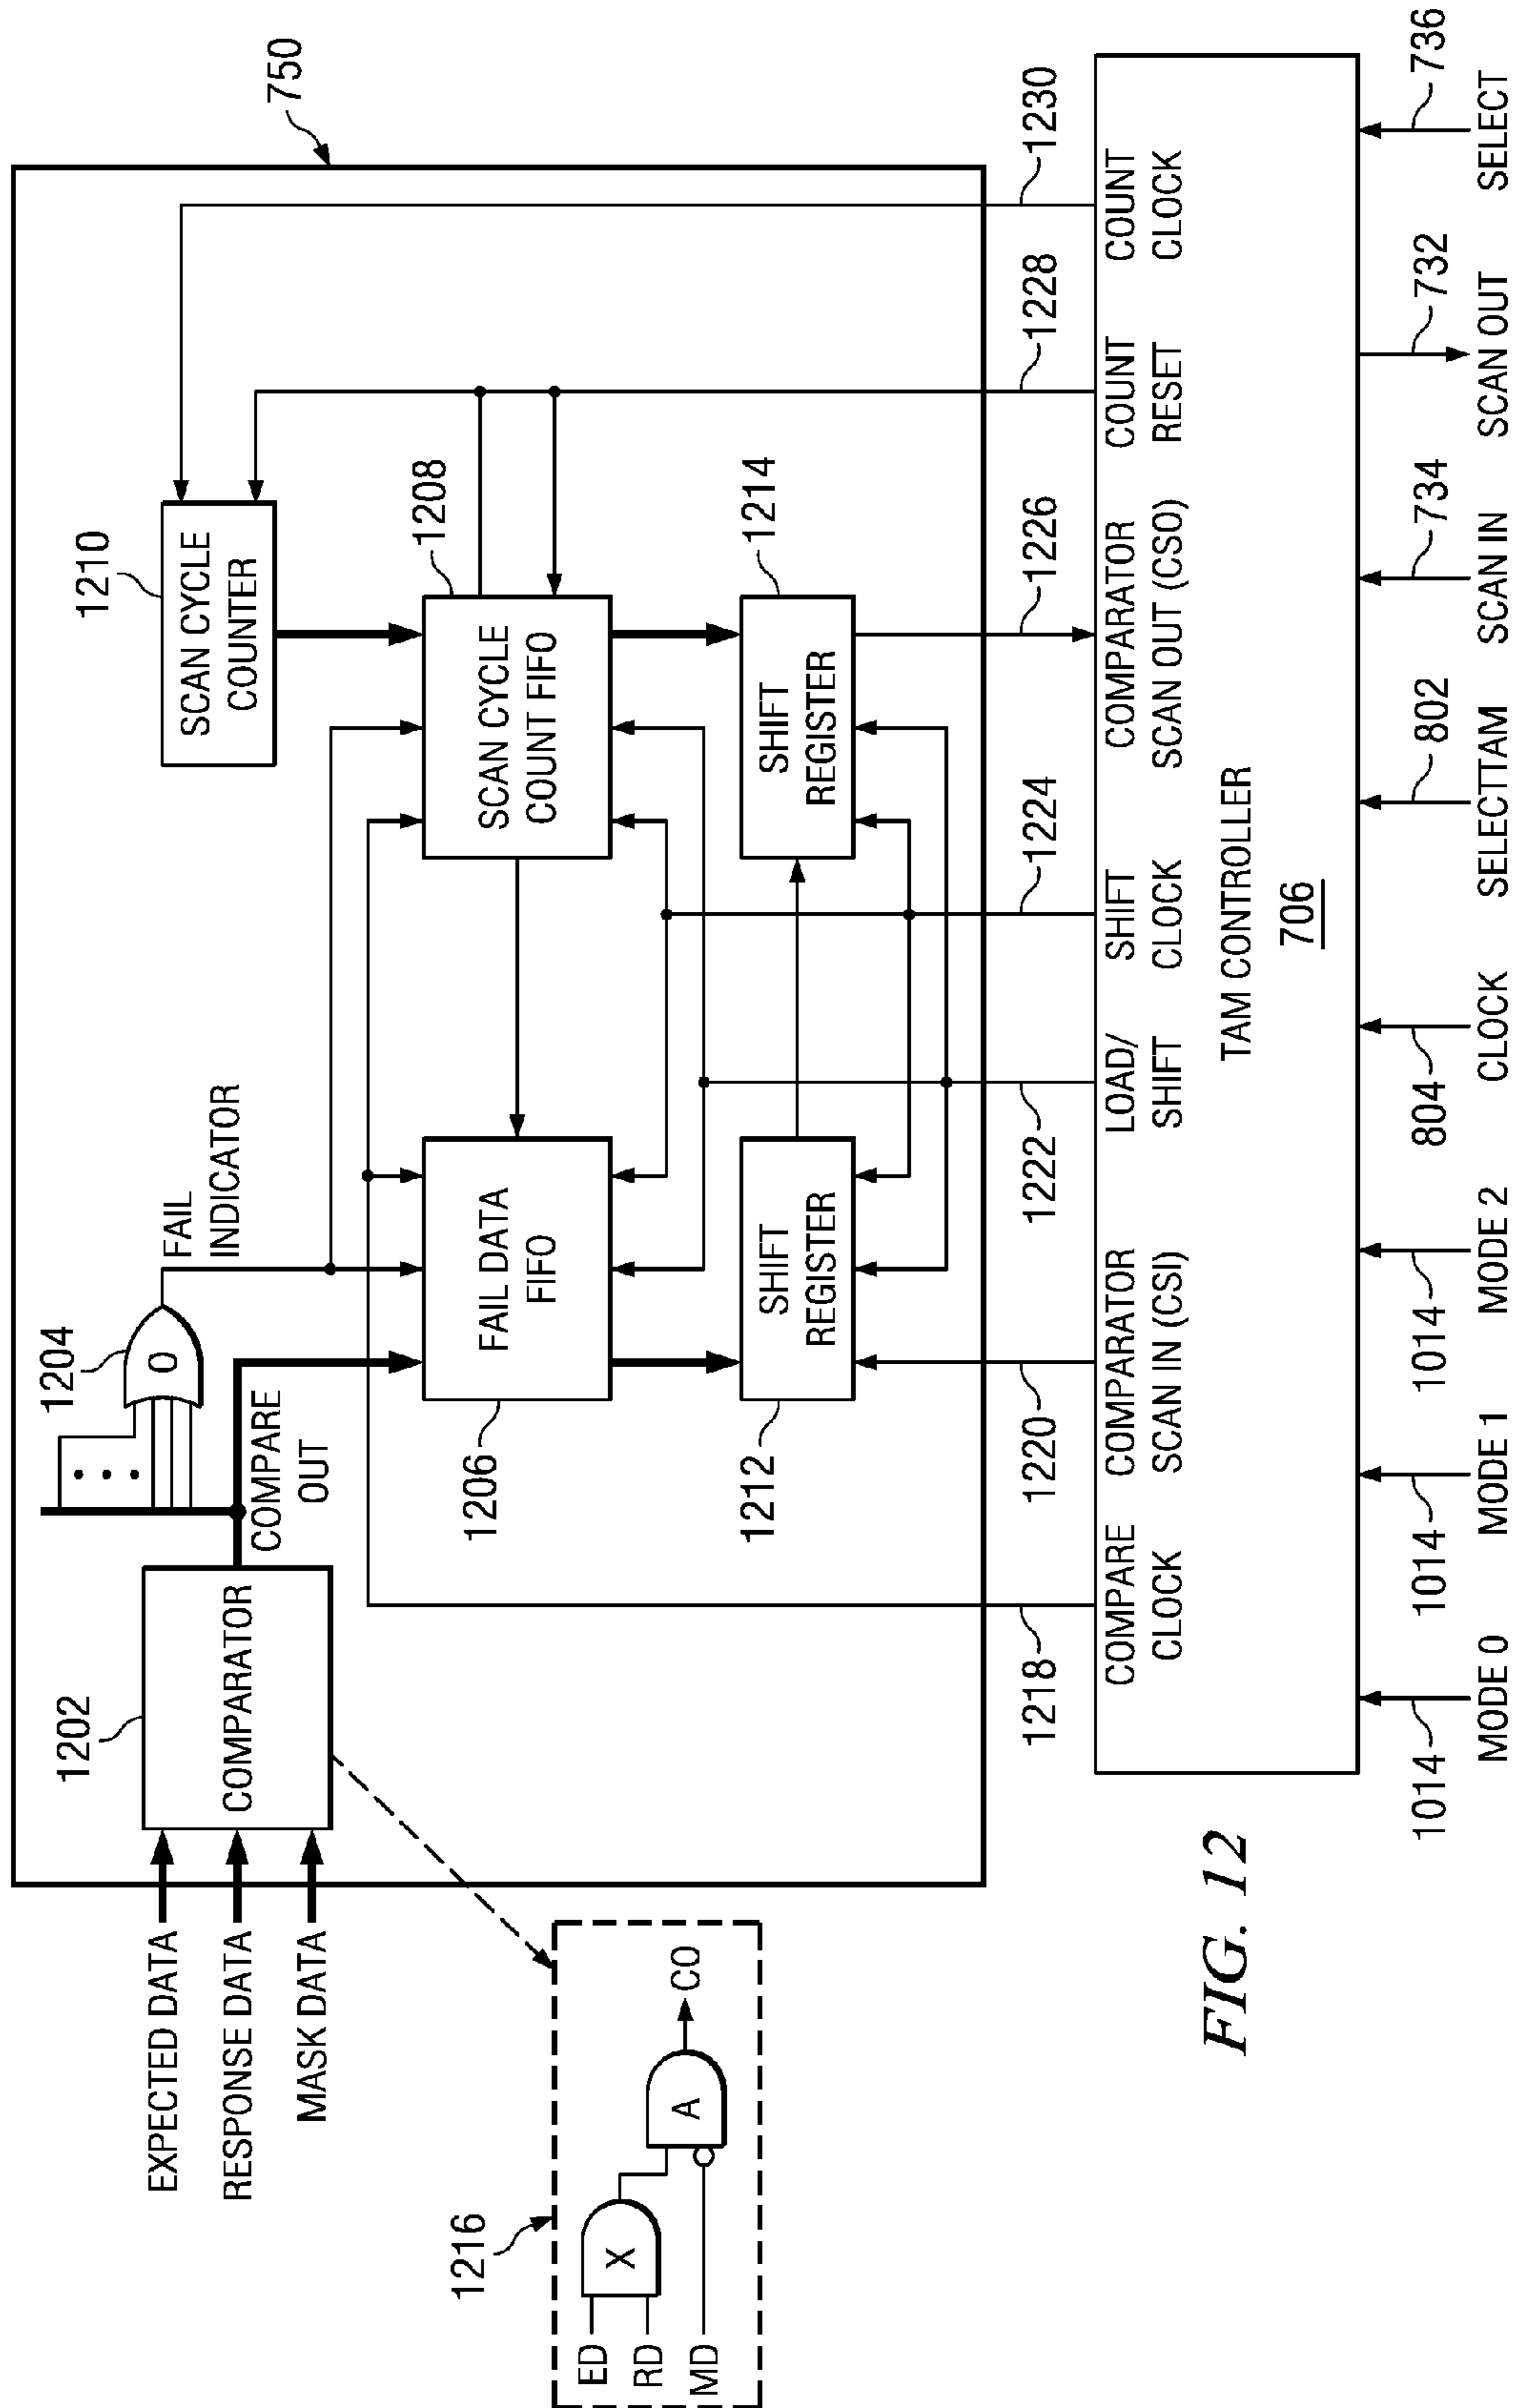 750
1210
SCAN CYCLE
COUNTER
1204
O
FAIL
INDICATOR
1202
COMPARATOR
COMPARE
OUT
EXPECTED DATA
RESPONSE DATA
MASK DATA
1208
SCAN CYCLE
COUNT FIFO
1206
FAIL DATA
FIFO
1214
SHIFT
REGISTER
1212
SHIFT
REGISTER
1216
ED
RD
MD
X
A
CO
1218
1220
1222
1224
1226
1228
1230
COMPARE
CLOCK
COMPARATOR
SCAN IN (CSI)
LOAD/
SHIFT
SHIFT
CLOCK
COMPARATOR
SCAN OUT (CSO)
COUNT
RESET
COUNT
CLOCK
TAM CONTROLLER
706
1014
1014
1014
804
802
734
732
736
MODE 0
MODE 1
MODE 2
CLOCK
SELECTTAM
SCAN IN
SCAN OUT
SELECT
FIG. 12